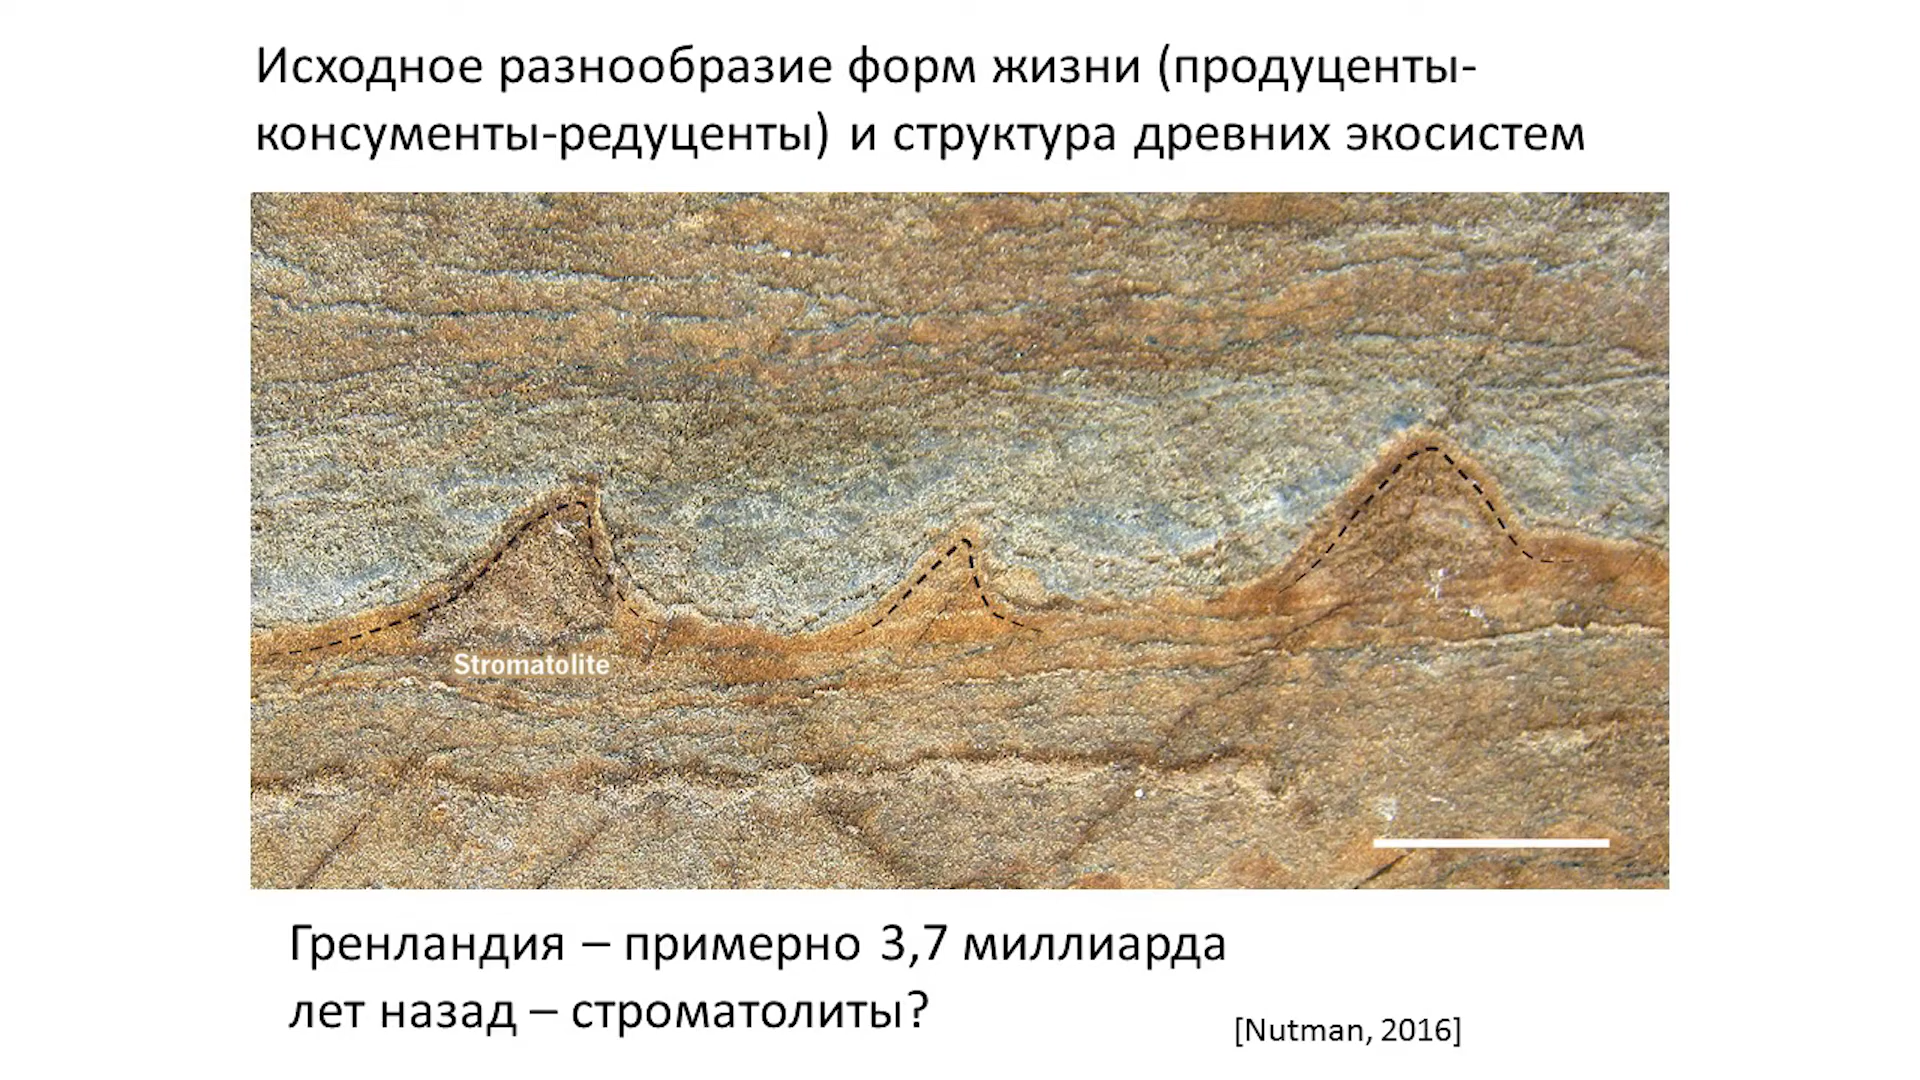 Исходное разнообразие форм жизни (продуценты-
консументы-редуценты) и структура древних экосистем
Stromatolite
Гренландия – примерно 3,7 миллиарда
лет назад – строматолиты?
[Nutman, 2016]